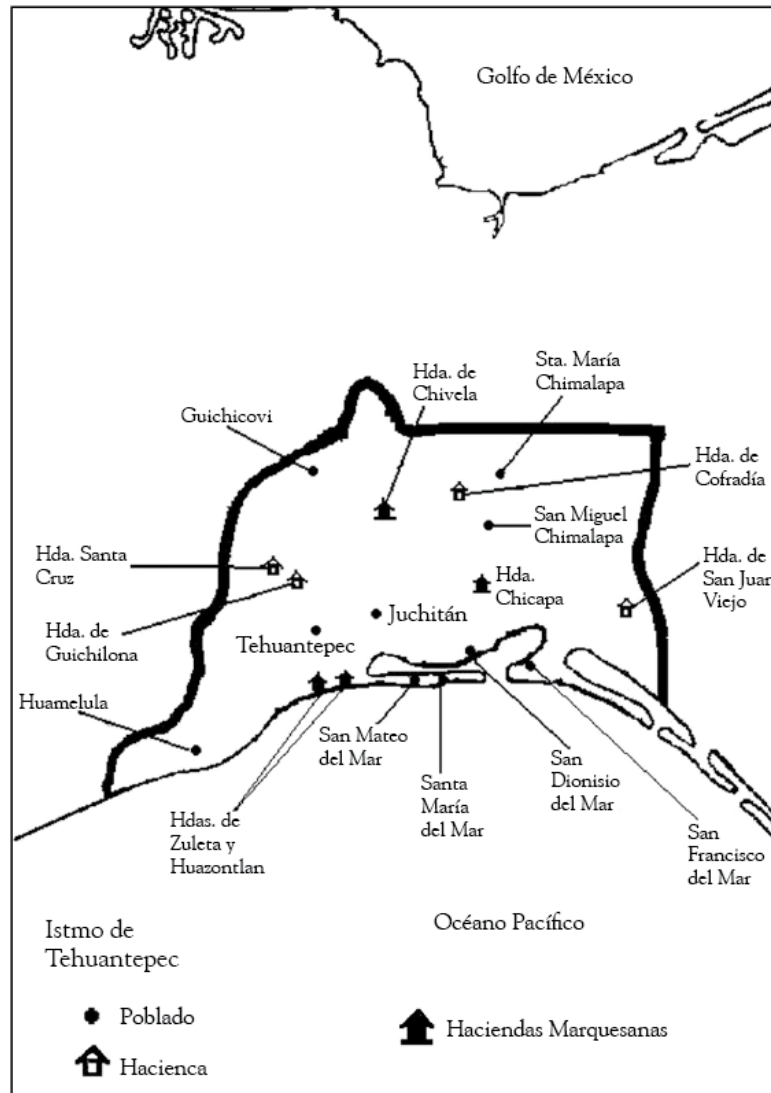 Golfo de México
Hda. de
Chivela
Sta. María
Chimalapa
Guichicovi
Hda. de
Cofradía
San Miguel
Chimalapa
Hda. Santa
Cruz
Hda.
Chicapa
Hda. de
San Juan
Viejo
Hda. de
Guichilona
Juchitán
Tehuantepec
Huamelula
San Mateo
del Mar
Santa
María
del Mar
San
Dionisio
del Mar
San
Francisco
del Mar
Hdas. de
Zuleta y
Huazontlan
Istmo de
Tehuantepec
Océano Pacífico
Poblado
Hacienca
Haciendas Marquesanas